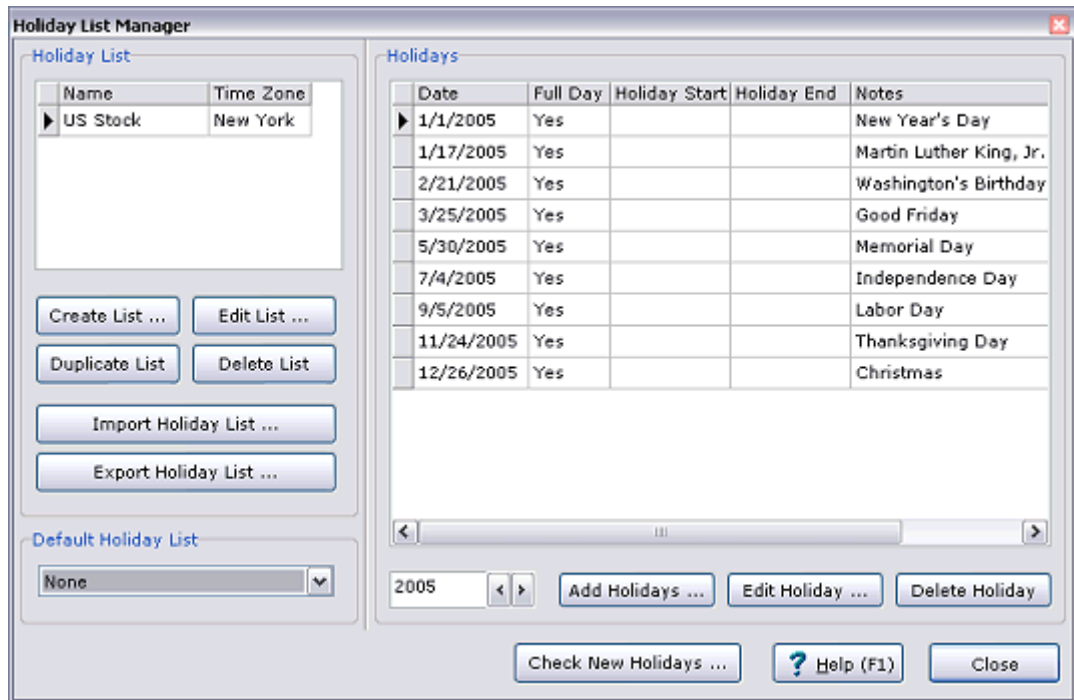 Holiday List Manager
Holiday List
Name Time Zone
US Stock New York
Create List ... Edit List ...
Duplicate List Delete List
Import Holiday List ...
Export Holiday List ...
Default Holiday List
None
Holidays
Date Full Day Holiday Start Holiday End Notes
1/1/2005 Yes New Year's Day
1/17/2005 Yes Martin Luther King, Jr.
2/21/2005 Yes Washington's Birthday
3/25/2005 Yes Good Friday
5/30/2005 Yes Memorial Day
7/4/2005 Yes Independence Day
9/5/2005 Yes Labor Day
11/24/2005 Yes Thanksgiving Day
12/26/2005 Yes Christmas
2005 Add Holidays ... Edit Holiday ... Delete Holiday
Check New Holidays ... ? Help (F1) Close